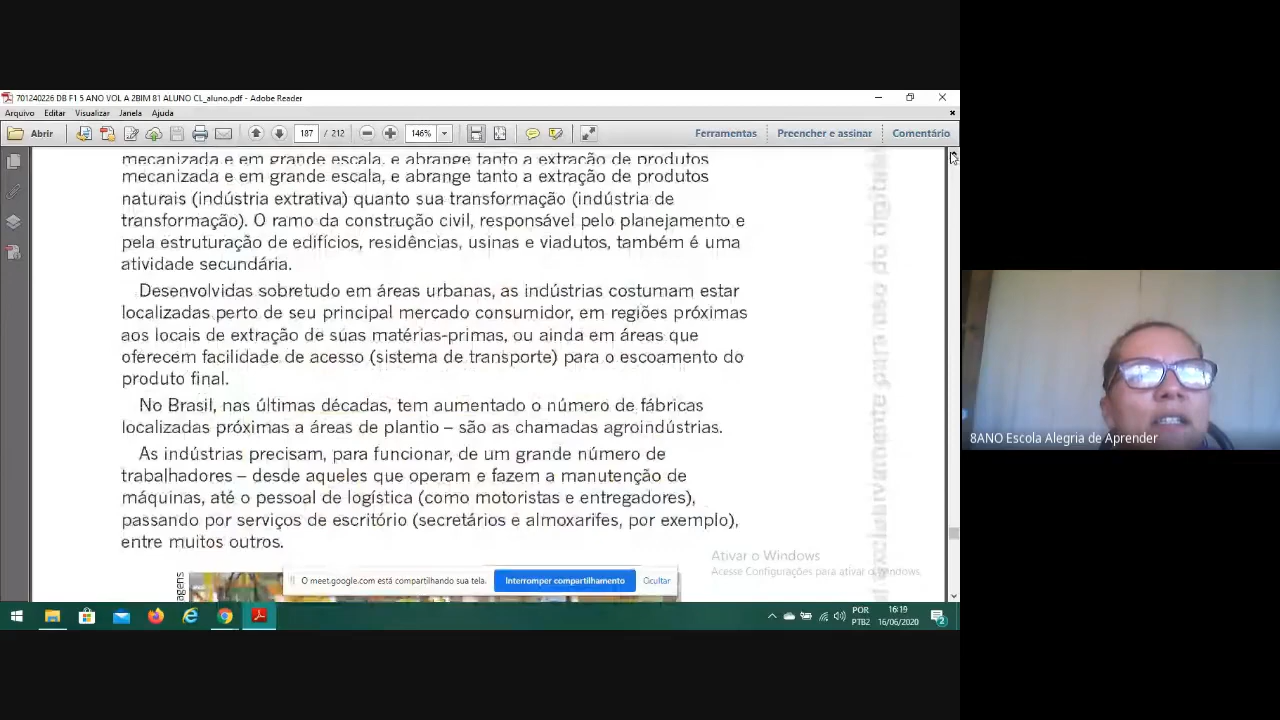 701240226 DB F1 5 ANO VOL A 2BIM 81 ALUNO CL_aluno.pdf - Adobe Reader
Arquivo Editar Visualizar Janela Ajuda
Abrir 187 / 212 146% Ferramentas Preencher e assinar Comentário
mecanizada e em grande escala, e abrange tanto a extração de produtos
mecanizada e em grande escala, e abrange tanto a extração de produtos
naturais (indústria extrativa) quanto sua transformação (indústria de
transformação). O ramo da construção civil, responsável pelo planejamento e
pela estruturação de edifícios, residências, usinas e viadutos, também é uma
atividade secundária.
Desenvolvidas sobretudo em áreas urbanas, as indústrias costumam estar
localizadas perto de seu principal mercado consumidor, em regiões próximas
aos locais de extração de suas matérias-primas, ou ainda em áreas que
oferecem facilidade de acesso (sistema de transporte) para o escoamento do
produto final.
No Brasil, nas últimas décadas, tem aumentado o número de fábricas
localizadas próximas a áreas de plantio – são as chamadas agroindústrias.
As indústrias precisam, para funcionar, de um grande número de
trabalhadores – desde aqueles que operam e fazem a manutenção de
máquinas, até o pessoal de logística (como motoristas e entregadores),
passando por serviços de escritório (secretários e almoxarifes, por exemplo),
entre muitos outros.
8ANO Escola Alegria de Aprender
Ativar o Windows
Acesse Configurações para ativar o Windows.
agens
O meet.google.com está compartilhando sua tela. Interromper compartilhamento Ocultar
POR 16:19
PTB2 16/06/2020 2